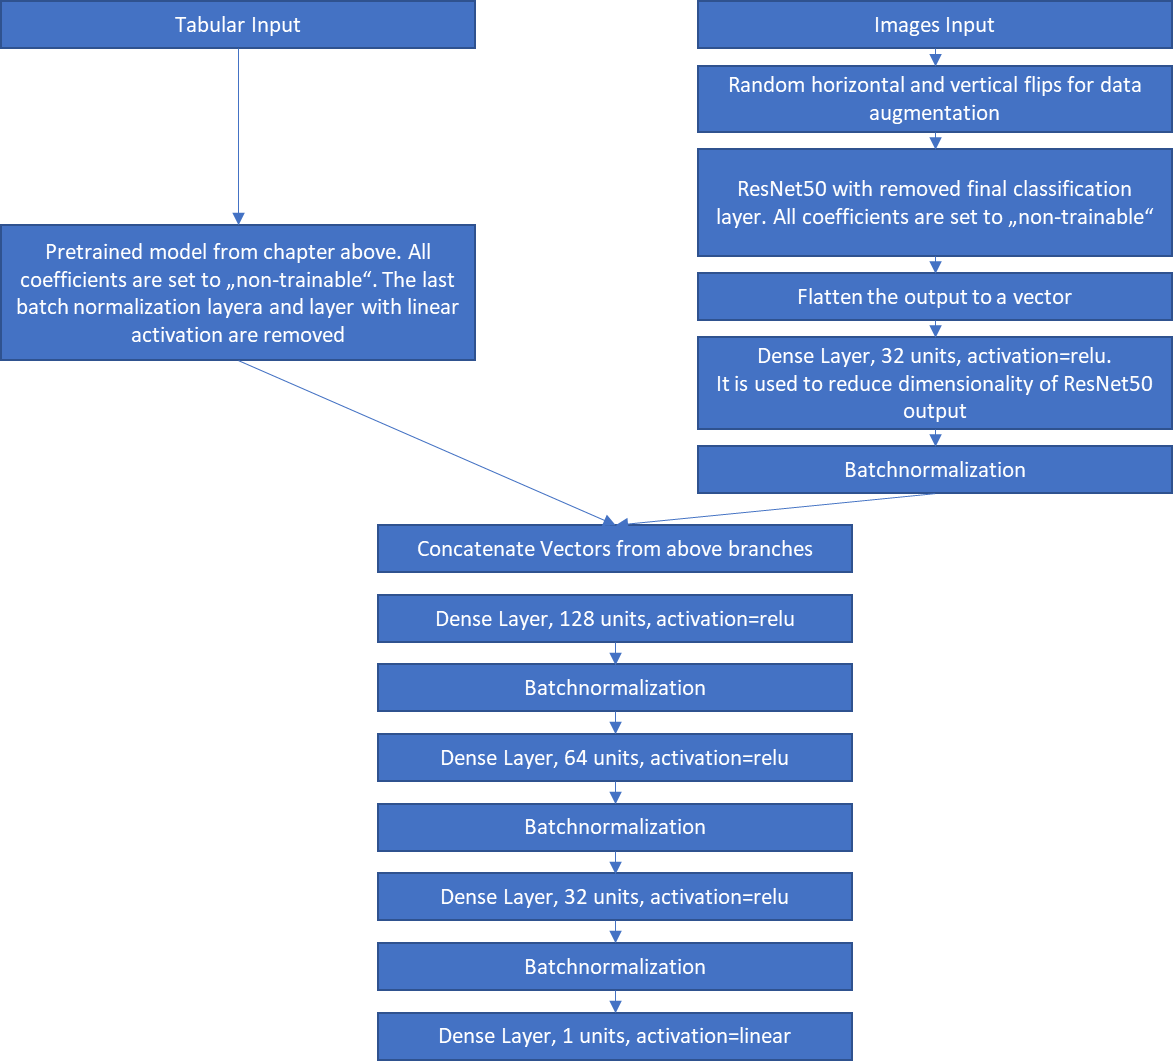 Tabular Input
Images Input
Random horizontal and vertical flips for data
augmentation
ResNet50 with removed final classification
layer. All coefficients are set to „non-trainable“
Pretrained model from chapter above. All
coefficients are set to „non-trainable“. The last
batch normalization layera and layer with linear
activation are removed
Flatten the output to a vector
Dense Layer, 32 units, activation=relu.
It is used to reduce dimensionality of ResNet50
output
Batchnormalization
Concatenate Vectors from above branches
Dense Layer, 128 units, activation=relu
Batchnormalization
Dense Layer, 64 units, activation=relu
Batchnormalization
Dense Layer, 32 units, activation=relu
Batchnormalization
Dense Layer, 1 units, activation=linear